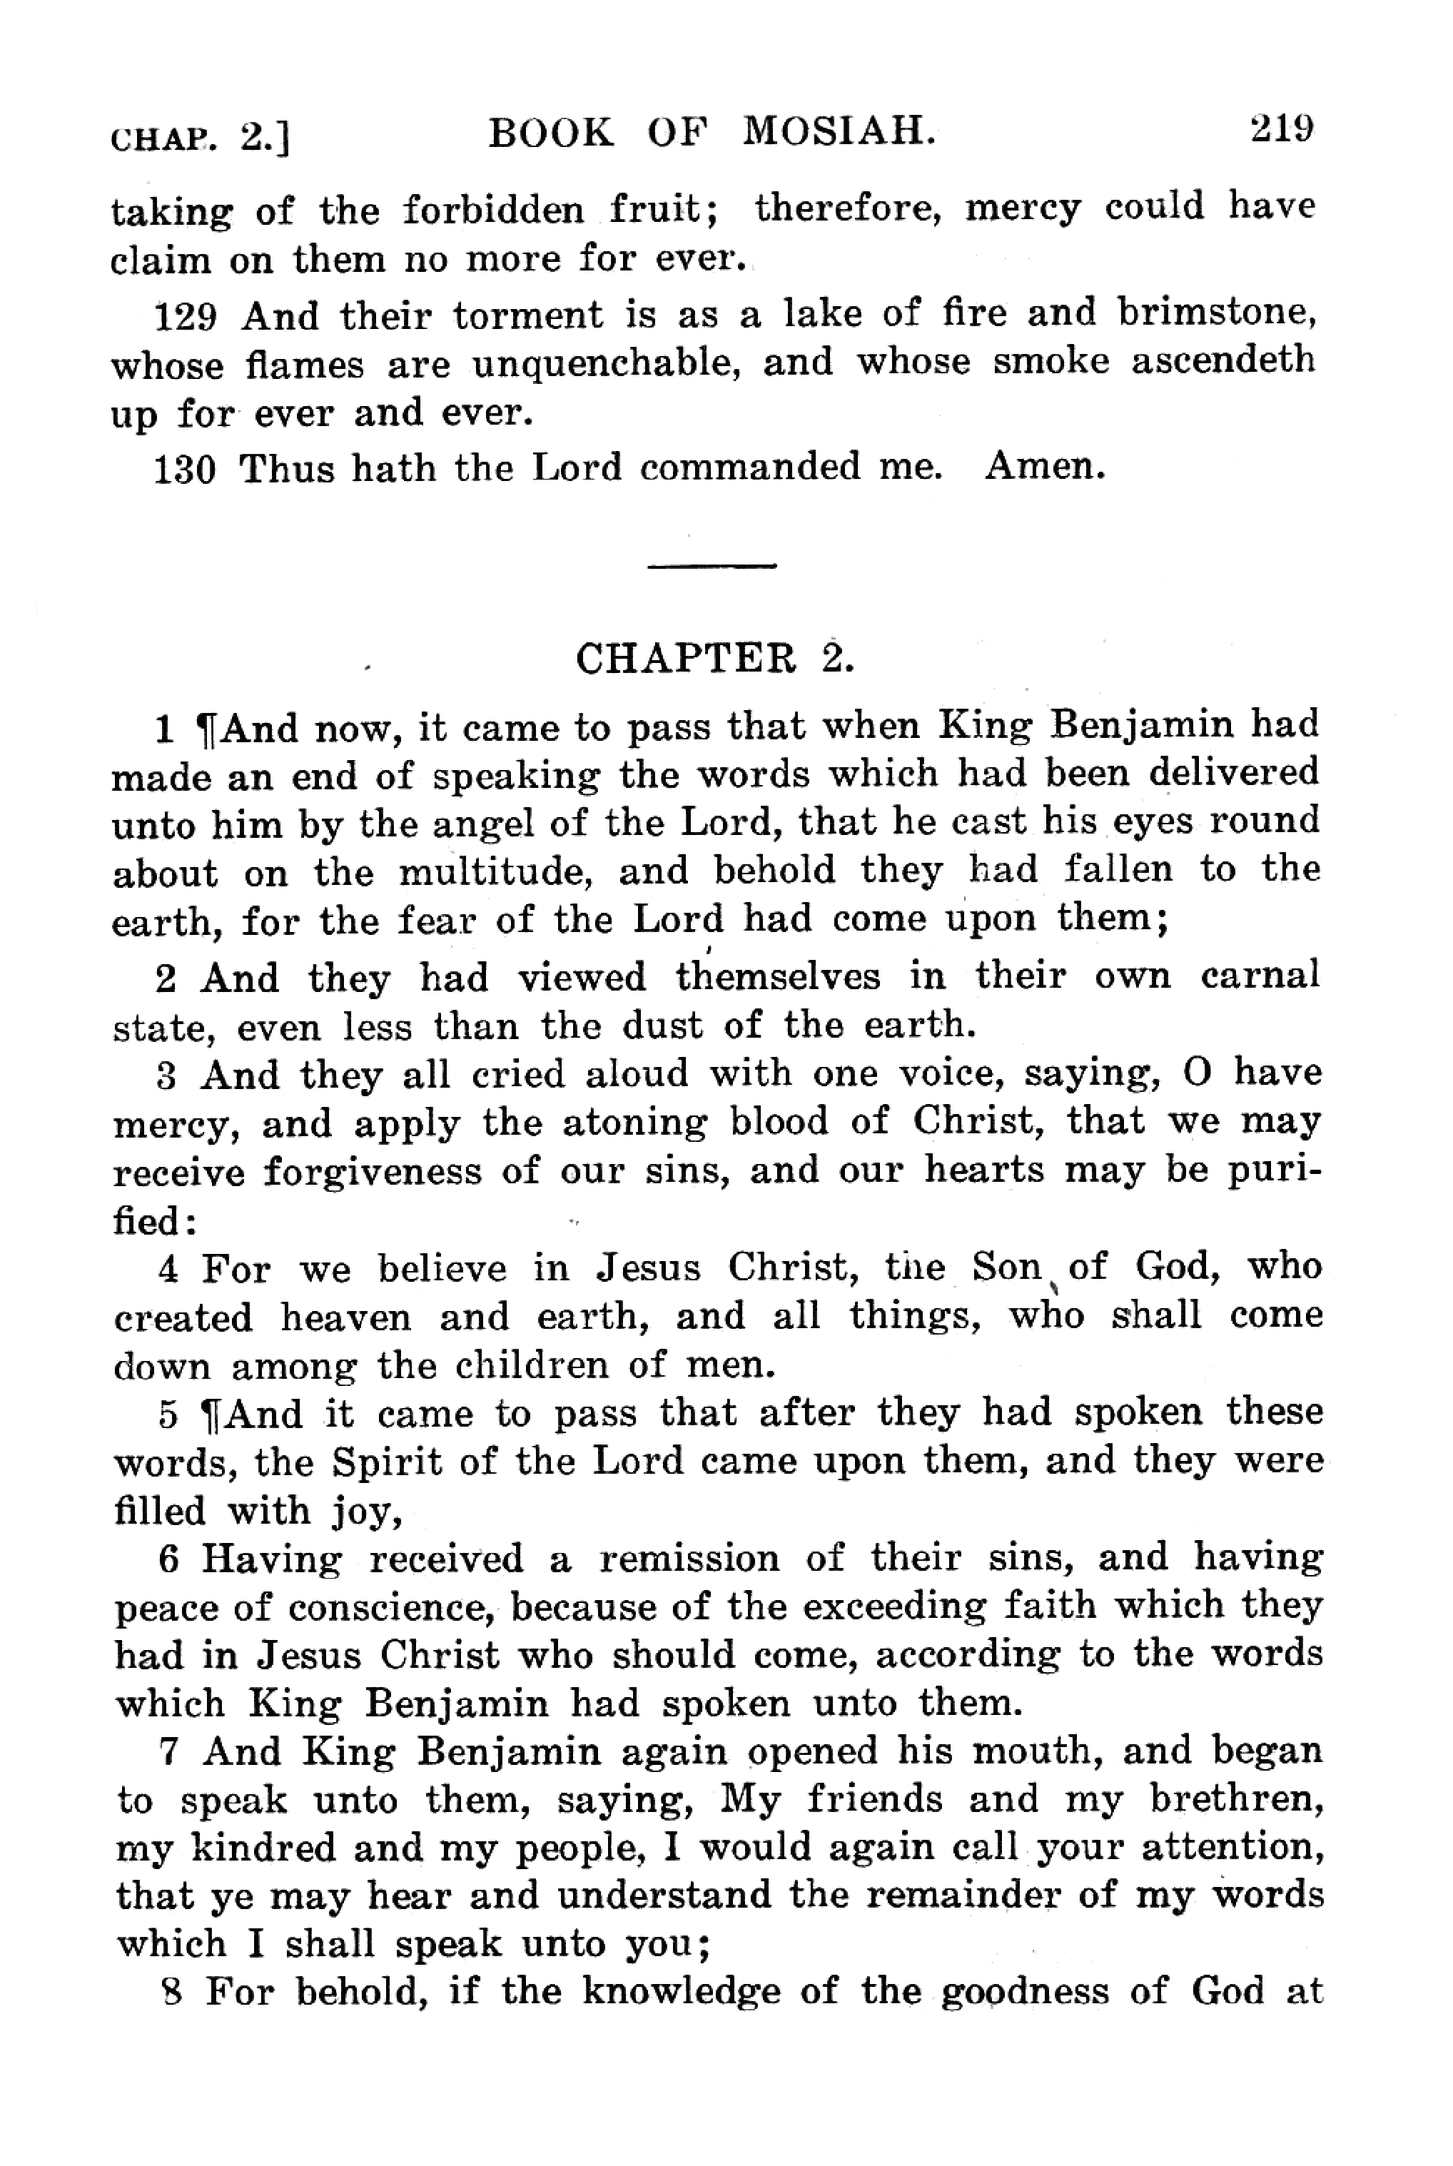 CHAP. 2.] BOOK OF MOSIAH. 219
taking of the forbidden fruit; therefore, mercy could have
claim on them no more for ever.
129 And their torment is as a lake of fire and brimstone,
whose flames are unquenchable, and whose smoke ascendeth
up for ever and ever.
130 Thus hath the Lord commanded me. Amen.
CHAPTER 2.
1 ¶And now, it came to pass that when King Benjamin had
made an end of speaking the words which had been delivered
unto him by the angel of the Lord, that he cast his eyes round
about on the multitude, and behold they had fallen to the
earth, for the fear of the Lord had come upon them;
2 And they had viewed themselves in their own carnal
state, even less than the dust of the earth.
3 And they all cried aloud with one voice, saying, O have
mercy, and apply the atoning blood of Christ, that we may
receive forgiveness of our sins, and our hearts may be puri-
fied:
4 For we believe in Jesus Christ, the Son of God, who
created heaven and earth, and all things, who shall come
down among the children of men.
5 ¶And it came to pass that after they had spoken these
words, the Spirit of the Lord came upon them, and they were
filled with joy,
6 Having received a remission of their sins, and having
peace of conscience, because of the exceeding faith which they
had in Jesus Christ who should come, according to the words
which King Benjamin had spoken unto them.
7 And King Benjamin again opened his mouth, and began
to speak unto them, saying, My friends and my brethren,
my kindred and my people, I would again call your attention,
that ye may hear and understand the remainder of my words
which I shall speak unto you;
8 For behold, if the knowledge of the goodness of God at